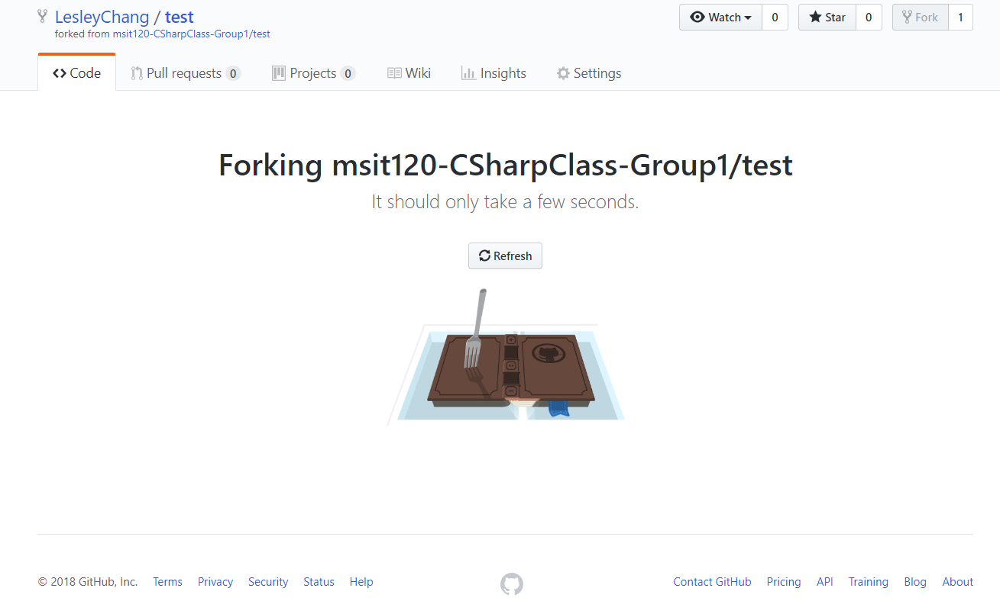 LesleyChang / test
forked from msit120-CSharpClass-Group1/test
Watch 0 Star 0 Fork 1
Code Pull requests 0 Projects 0 Wiki Insights Settings
Forking msit120-CSharpClass-Group1/test
It should only take a few seconds.
Refresh
© 2018 GitHub, Inc. Terms Privacy Security Status Help Contact GitHub Pricing API Training Blog About